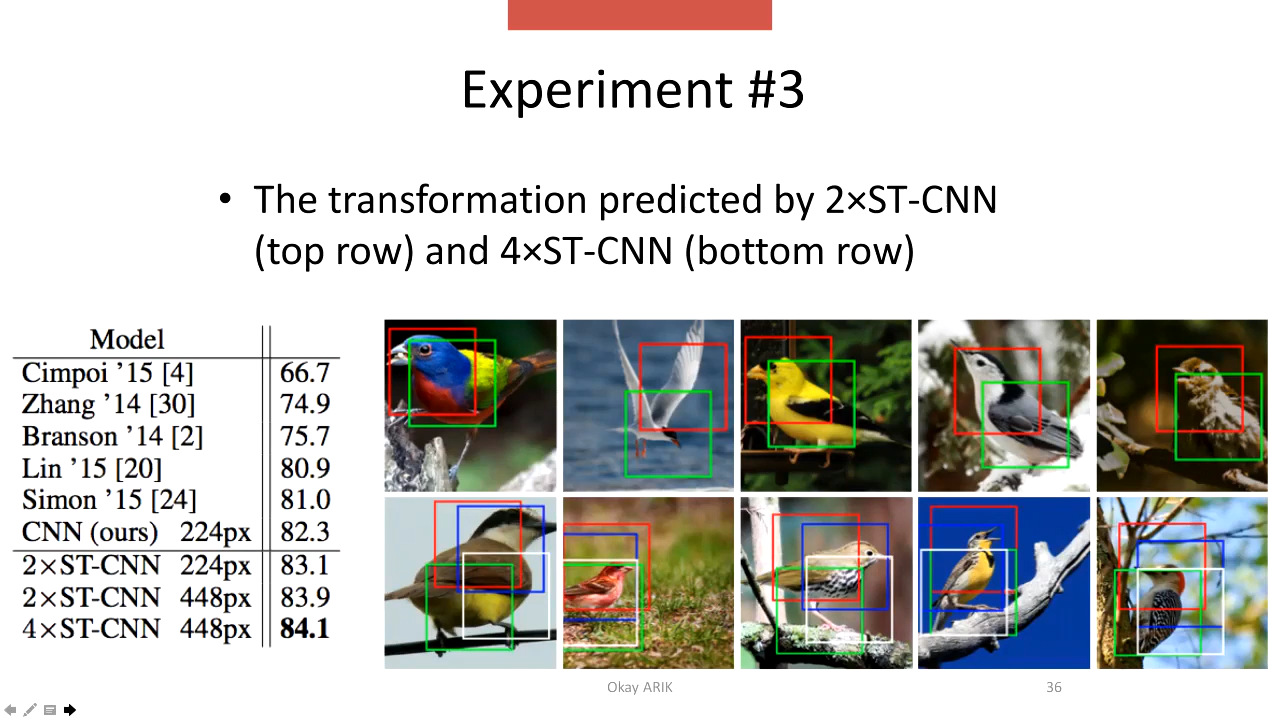 Experiment #3
• The transformation predicted by 2×ST-CNN
(top row) and 4×ST-CNN (bottom row)
Model
Cimpoi ’15 [4] 66.7
Zhang ’14 [30] 74.9
Branson ’14 [2] 75.7
Lin ’15 [20] 80.9
Simon ’15 [24] 81.0
CNN (ours) 224px 82.3
2×ST-CNN 224px 83.1
2×ST-CNN 448px 83.9
4×ST-CNN 448px 84.1
Okay ARIK
36